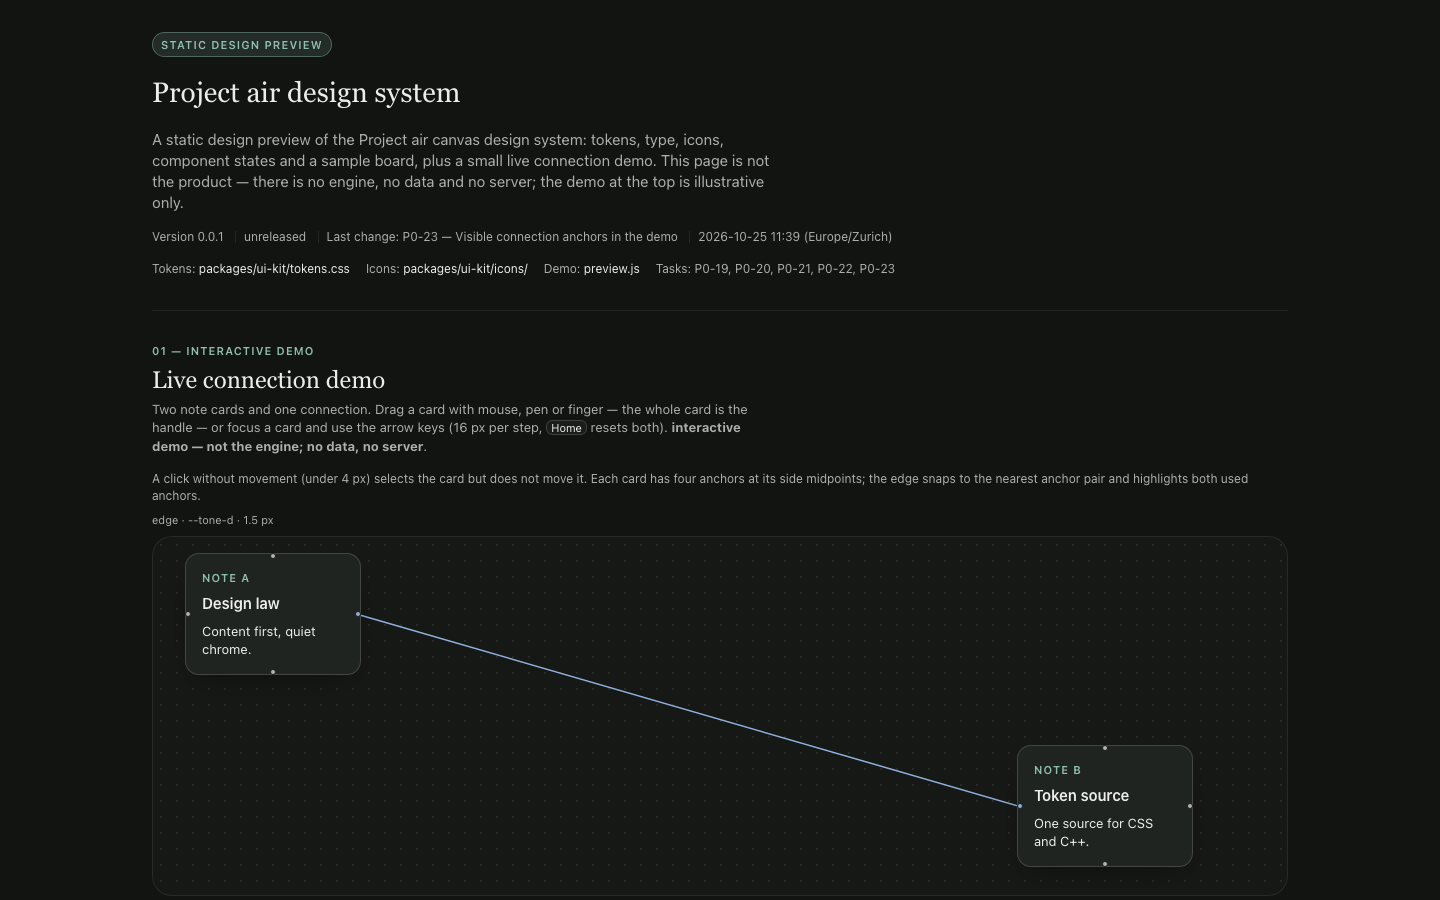 STATIC DESIGN PREVIEW
Project air design system
A static design preview of the Project air canvas design system: tokens, type, icons,
component states and a sample board, plus a small live connection demo. This page is not
the product — there is no engine, no data and no server; the demo at the top is illustrative
only.
Version 0.0.1 unreleased Last change: P0-23 — Visible connection anchors in the demo 2026-10-25 11:39 (Europe/Zurich)
Tokens: packages/ui-kit/tokens.css Icons: packages/ui-kit/icons/ Demo: preview.js Tasks: P0-19, P0-20, P0-21, P0-22, P0-23
01 — INTERACTIVE DEMO
Live connection demo
Two note cards and one connection. Drag a card with mouse, pen or finger — the whole card is the
handle — or focus a card and use the arrow keys (16 px per step, Home resets both). interactive
demo — not the engine; no data, no server.
A click without movement (under 4 px) selects the card but does not move it. Each card has four anchors at its side midpoints; the edge snaps to the nearest anchor pair and highlights both used
anchors.
edge · --tone-d · 1.5 px
NOTE A
Design law
Content first, quiet
chrome.
NOTE B
Token source
One source for CSS
and C++.